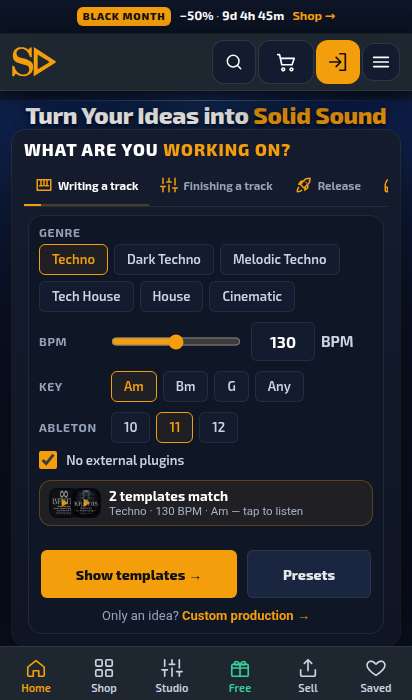 BLACK MONTH −50% · 9d 4h 45m Shop →
Turn Your Ideas into Solid Sound
WHAT ARE YOU WORKING ON?
Writing a track Finishing a track Release
GENRE
Techno Dark Techno Melodic Techno
Tech House House Cinematic
BPM 130 BPM
KEY Am Bm G Any
ABLETON 10 11 12
No external plugins
2 templates match
Techno · 130 BPM · Am — tap to listen
Show templates → Presets
Only an idea? Custom production →
Home Shop Studio Free Sell Saved